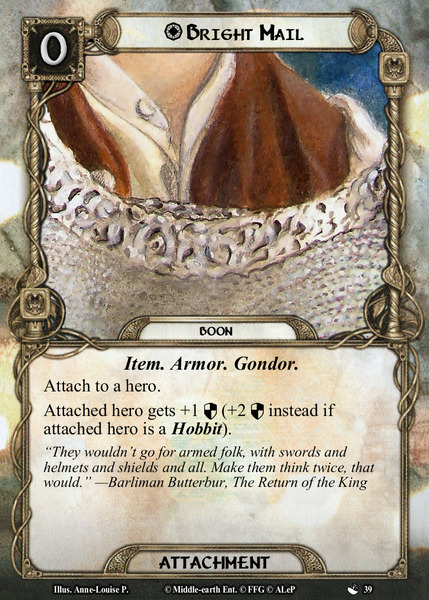 0
Bright Mail
BOON
Item. Armor. Gondor.
Attach to a hero.
Attached hero gets +1 (+2 instead if
attached hero is a Hobbit).
“They wouldn't go for armed folk, with swords and
helmets and shields and all. Make them think twice, that
would.” —Barliman Butterbur, The Return of the King
ATTACHMENT
Illus. Anne-Louise P. © Middle-earth Ent. © FFG © ALeP 39